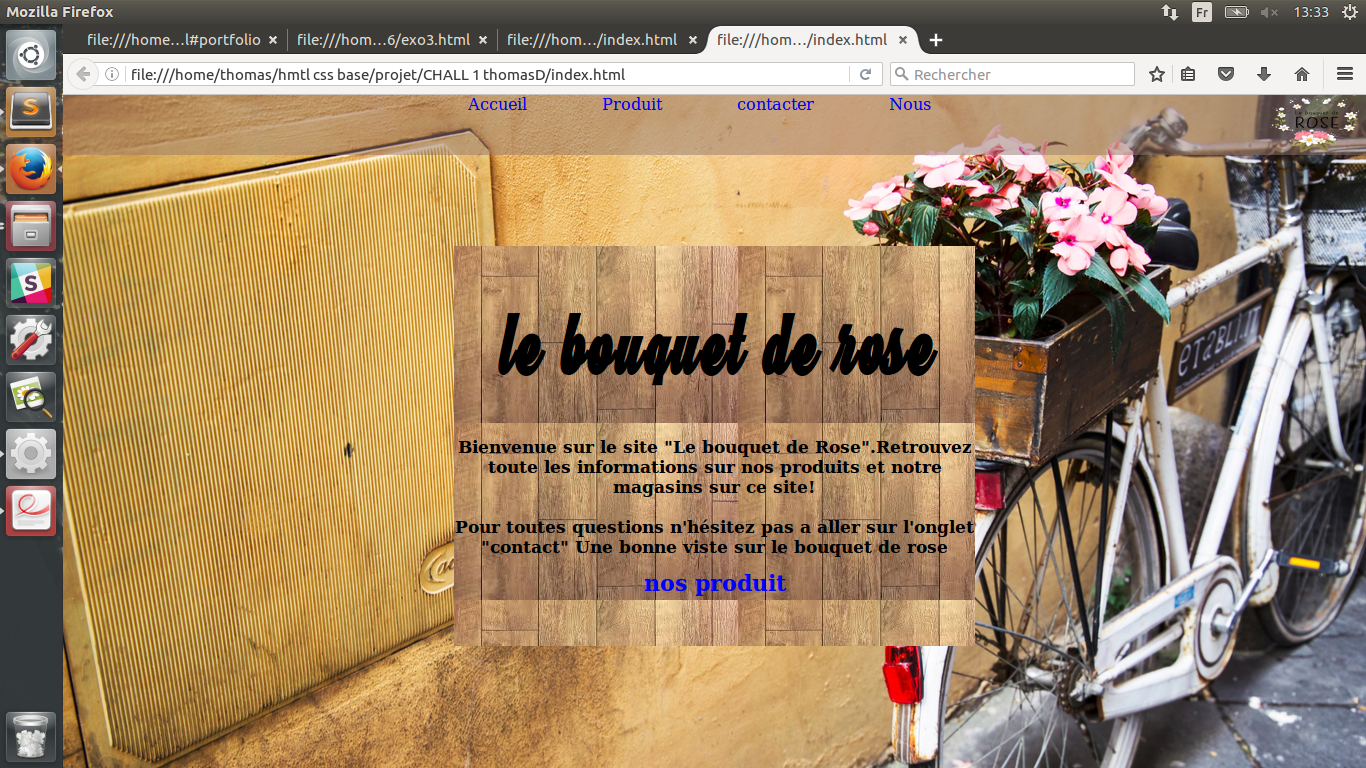 Mozilla Firefox
Fr
13:33
file:///home…l#portfolio
file:///hom…6/exo3.html
file:///hom…/index.html
file:///hom…/index.html
file:///home/thomas/hmtl css base/projet/CHALL 1 thomasD/index.html
Rechercher
Accueil
Produit
contacter
Nous
Le bouquet de
ROSE
le bouquet de rose
ETABLIN
Bienvenue sur le site "Le bouquet de Rose".Retrouvez
toute les informations sur nos produits et notre
magasins sur ce site!
Pour toutes questions n'hésitez pas a aller sur l'onglet
"contact" Une bonne viste sur le bouquet de rose
nos produit